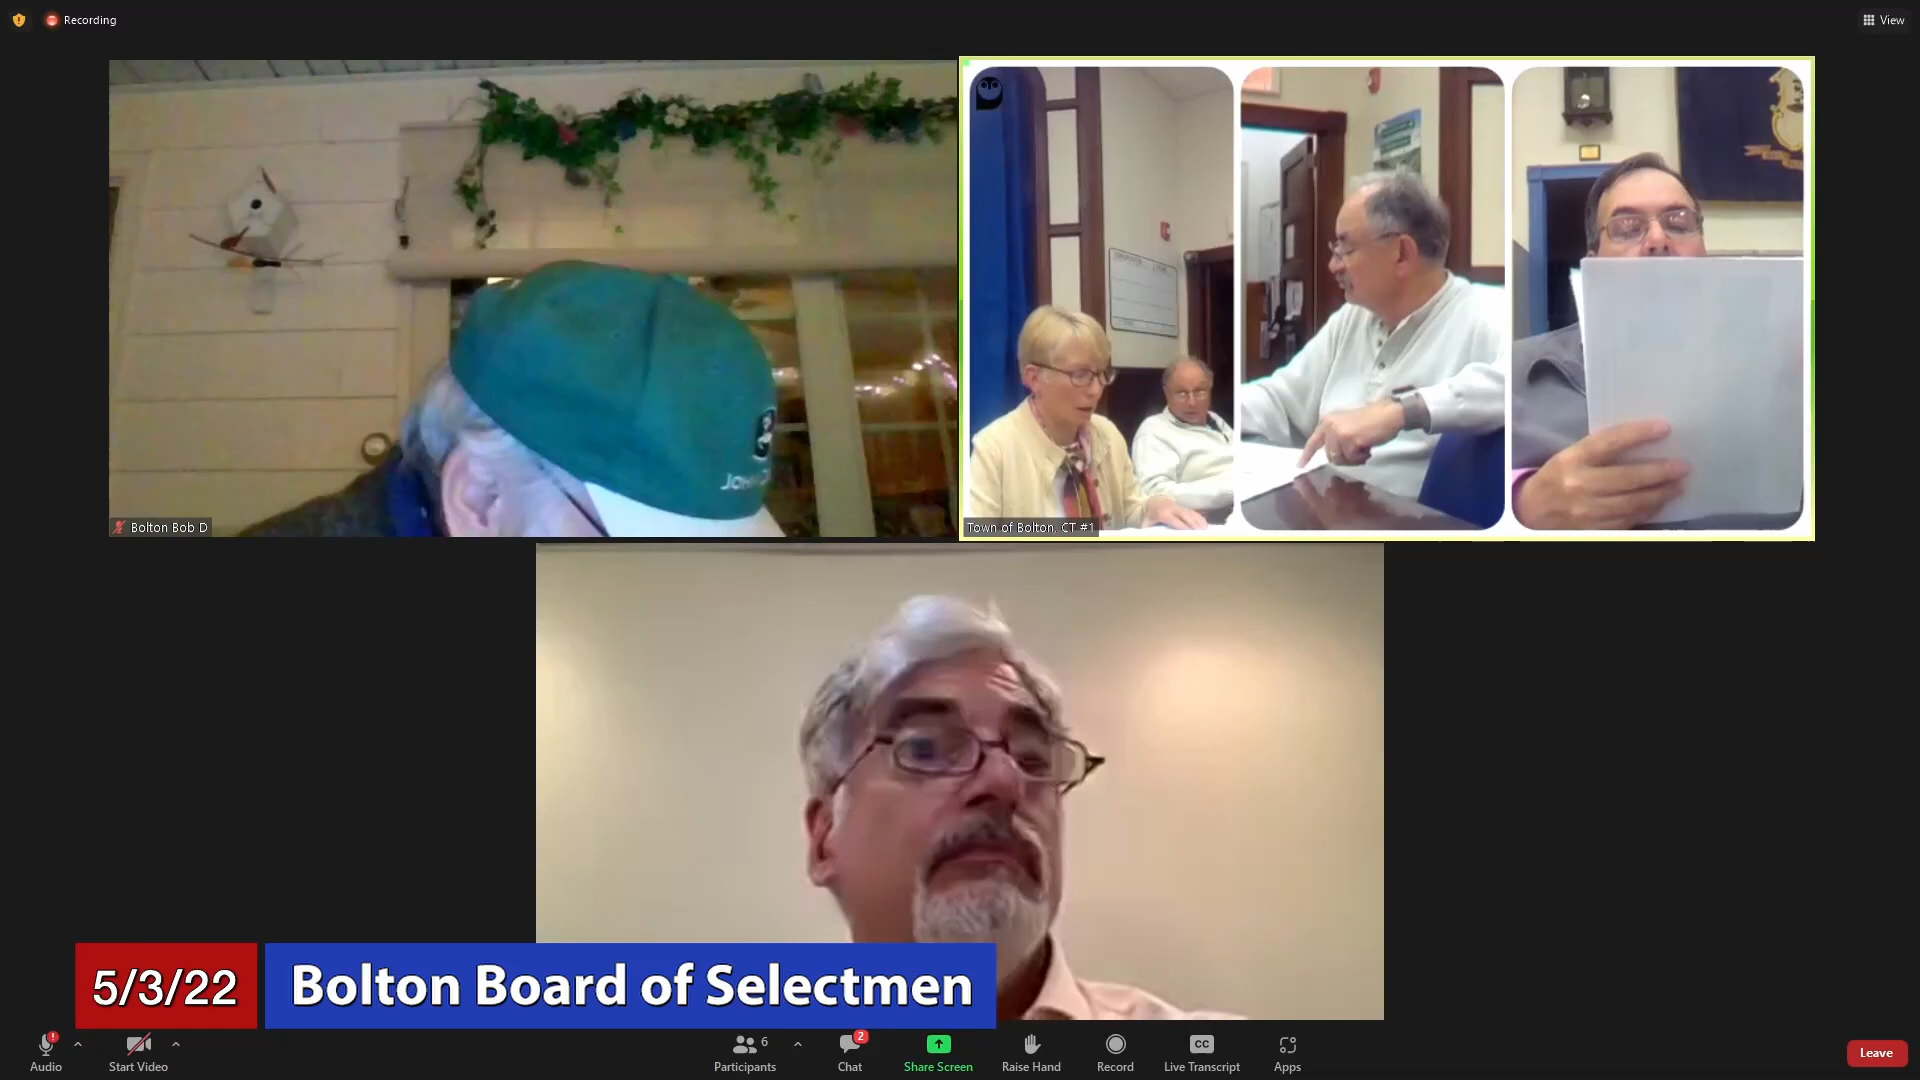 Recording
View
Bolton Bob D
Town of Bolton, CT #1
5/3/22
Bolton Board of Selectmen
Audio
Start Video
6
Participants
2
Chat
Share Screen
Raise Hand
Record
CC
Live Transcript
Apps
Leave